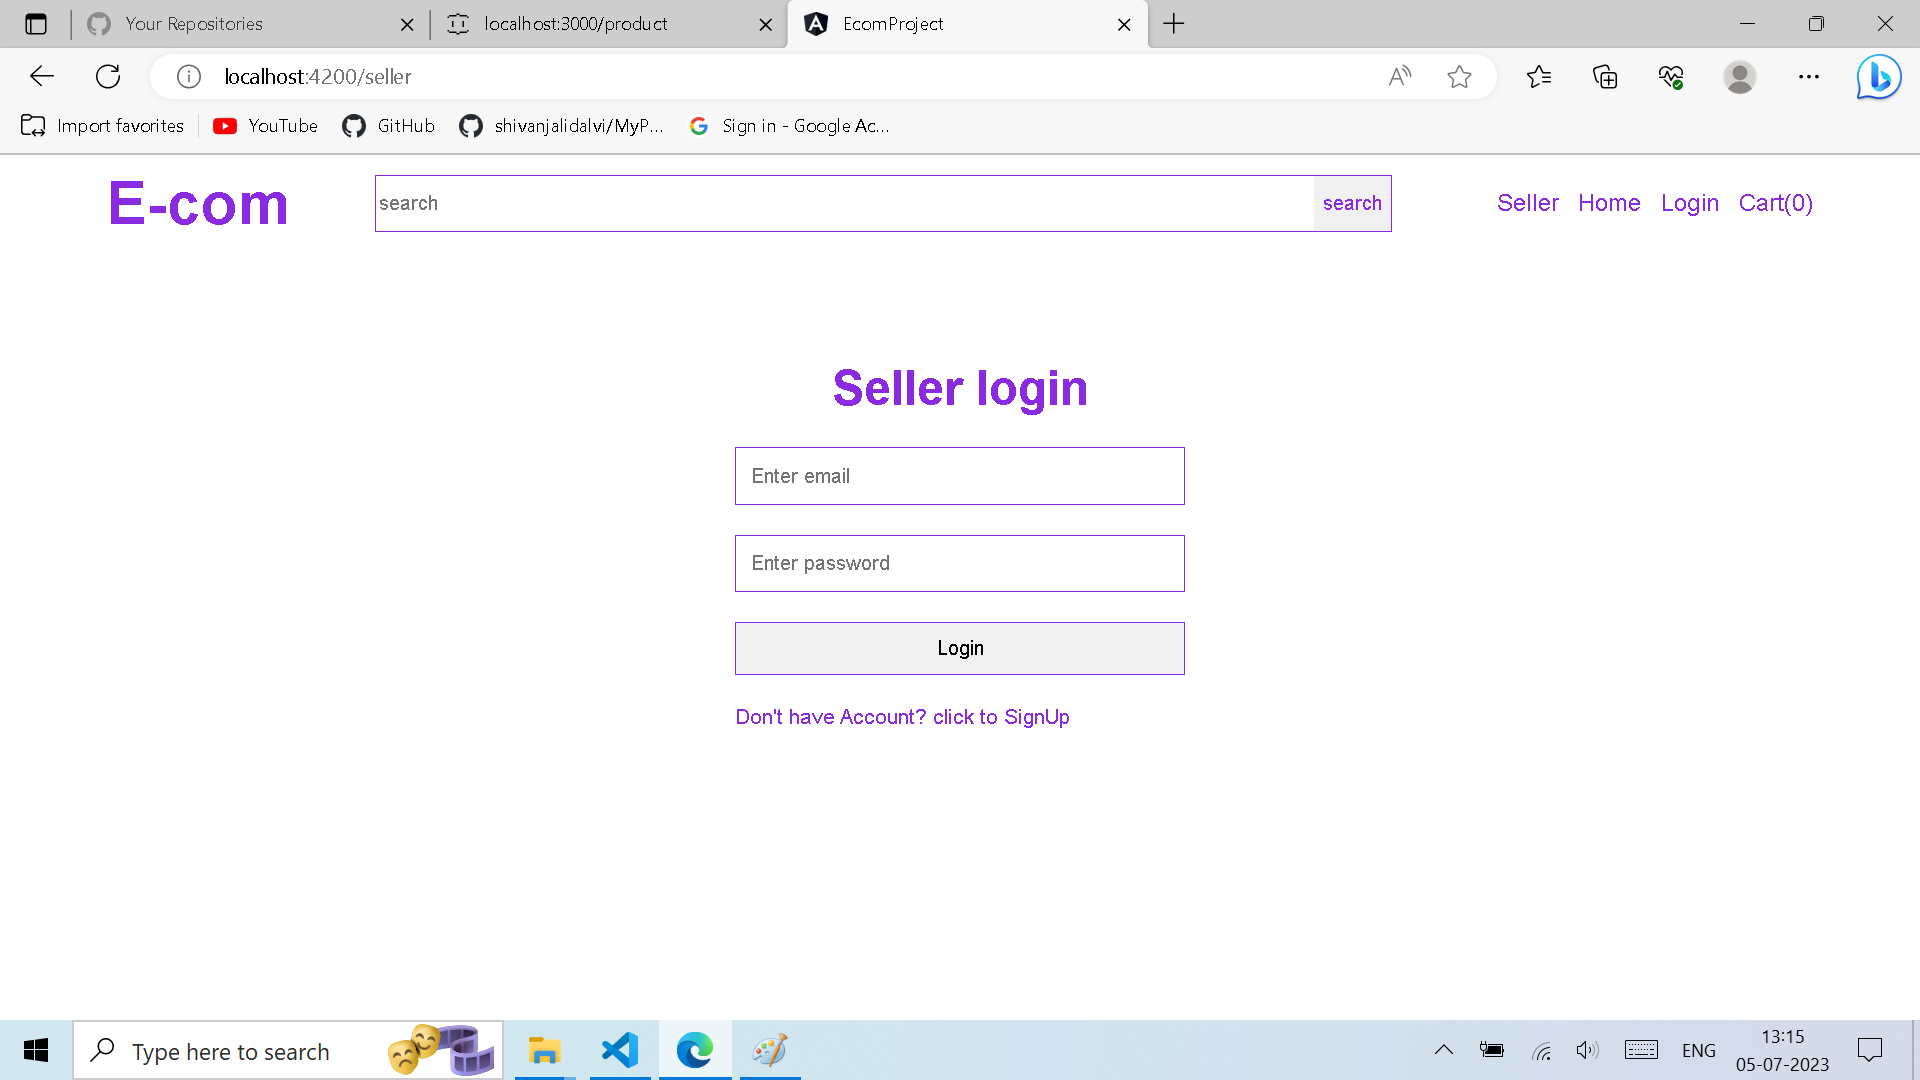 Your Repositories
localhost:3000/product
EcomProject
localhost:4200/seller
Import favorites
YouTube
GitHub
shivanjalidalvi/MyP...
Sign in - Google Ac...
E-com
search
search
Seller
Home
Login
Cart(0)
Seller login
Enter email
Enter password
Login
Don't have Account? click to SignUp
Type here to search
ENG
13:15
05-07-2023